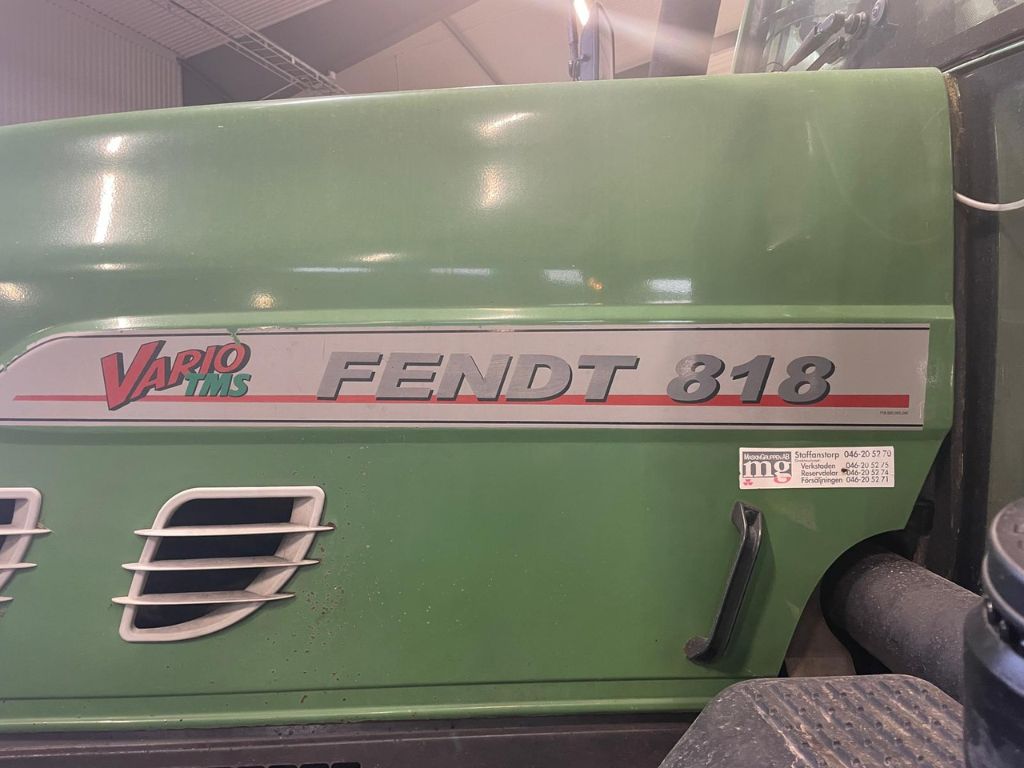 VARIO
TMS
FENDT 818
MASKINGRUPPEN AB
mg
Staffanstorp 046-20 52 70
Verkstaden 046-20 52 75
Reservdelar 046-20 52 74
Försäljningen 046-20 52 71